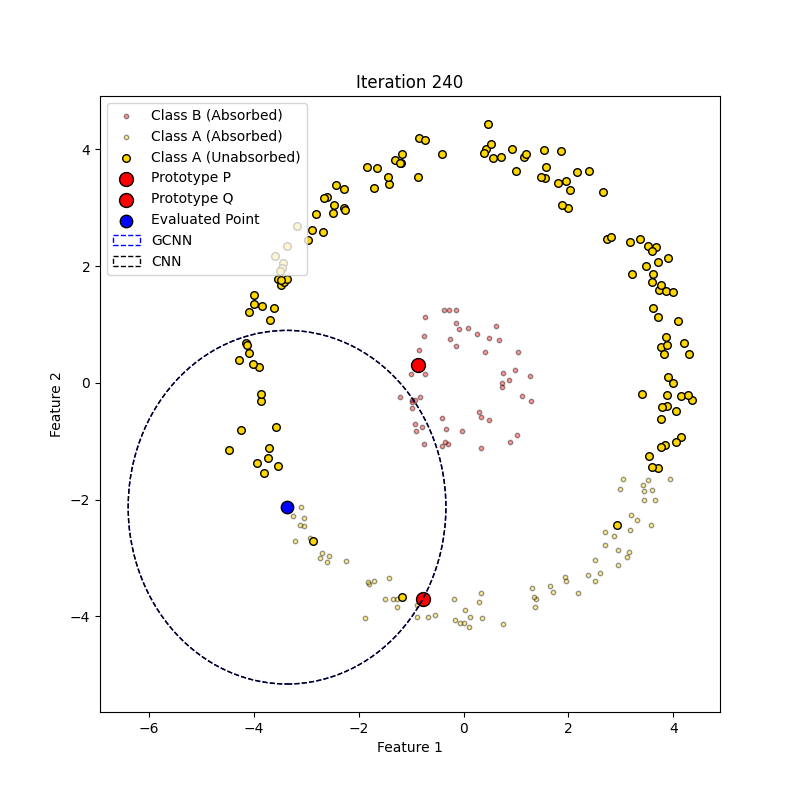 Iteration 240
Class B (Absorbed)
Class A (Absorbed)
Class A (Unabsorbed)
Prototype P
Prototype Q
Evaluated Point
GCNN
CNN
4
2
0
−2
−4
Feature 2
−6 −4 −2 0 2 4
Feature 1